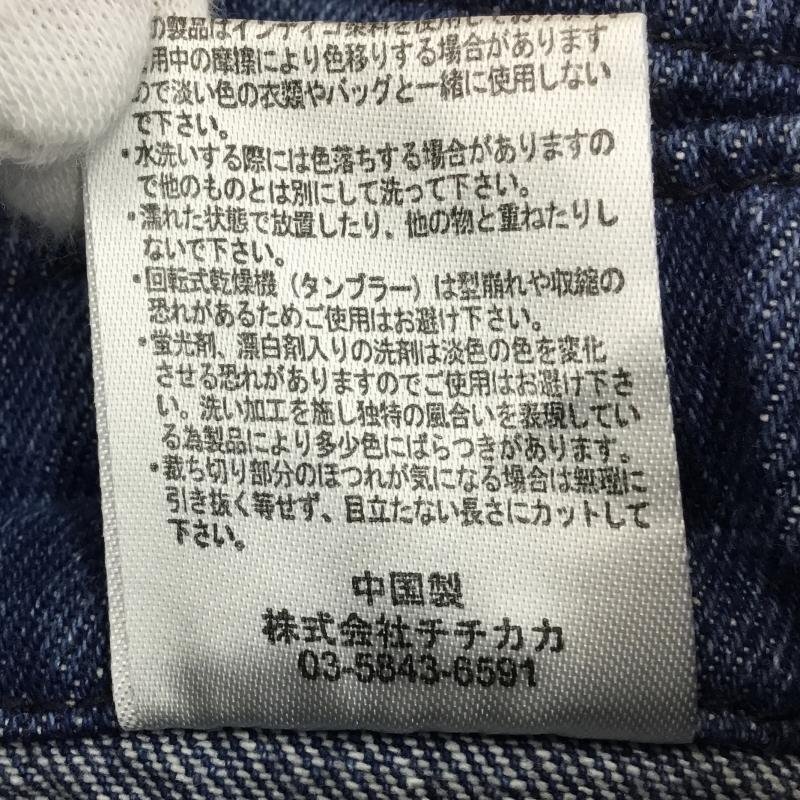 の製品はインディゴ染料を使用しております。
用中の摩擦により色移りする場合があります
ので淡い色の衣類やバッグと一緒に使用しない
で下さい。
・水洗いする際には色落ちする場合がありますの
で他のものとは別にして洗って下さい。
・濡れた状態で放置したり、他の物と重ねたりし
ないで下さい。
・回転式乾燥機（タンブラー）は型崩れや収縮の
恐れがあるためご使用はお避け下さい。
・蛍光剤、漂白剤入りの洗剤は淡色の色を変化
させる恐れがありますのでご使用はお避け下さ
い。洗い加工を施し独特の風合いを表現してい
る為製品により多少色にばらつきがあります。
・裁ち切り部分のほつれが気になる場合は無理に
引き抜く等せず、目立たない長さにカットして
下さい。
中国製
株式会社チチカカ
03-5843-6591